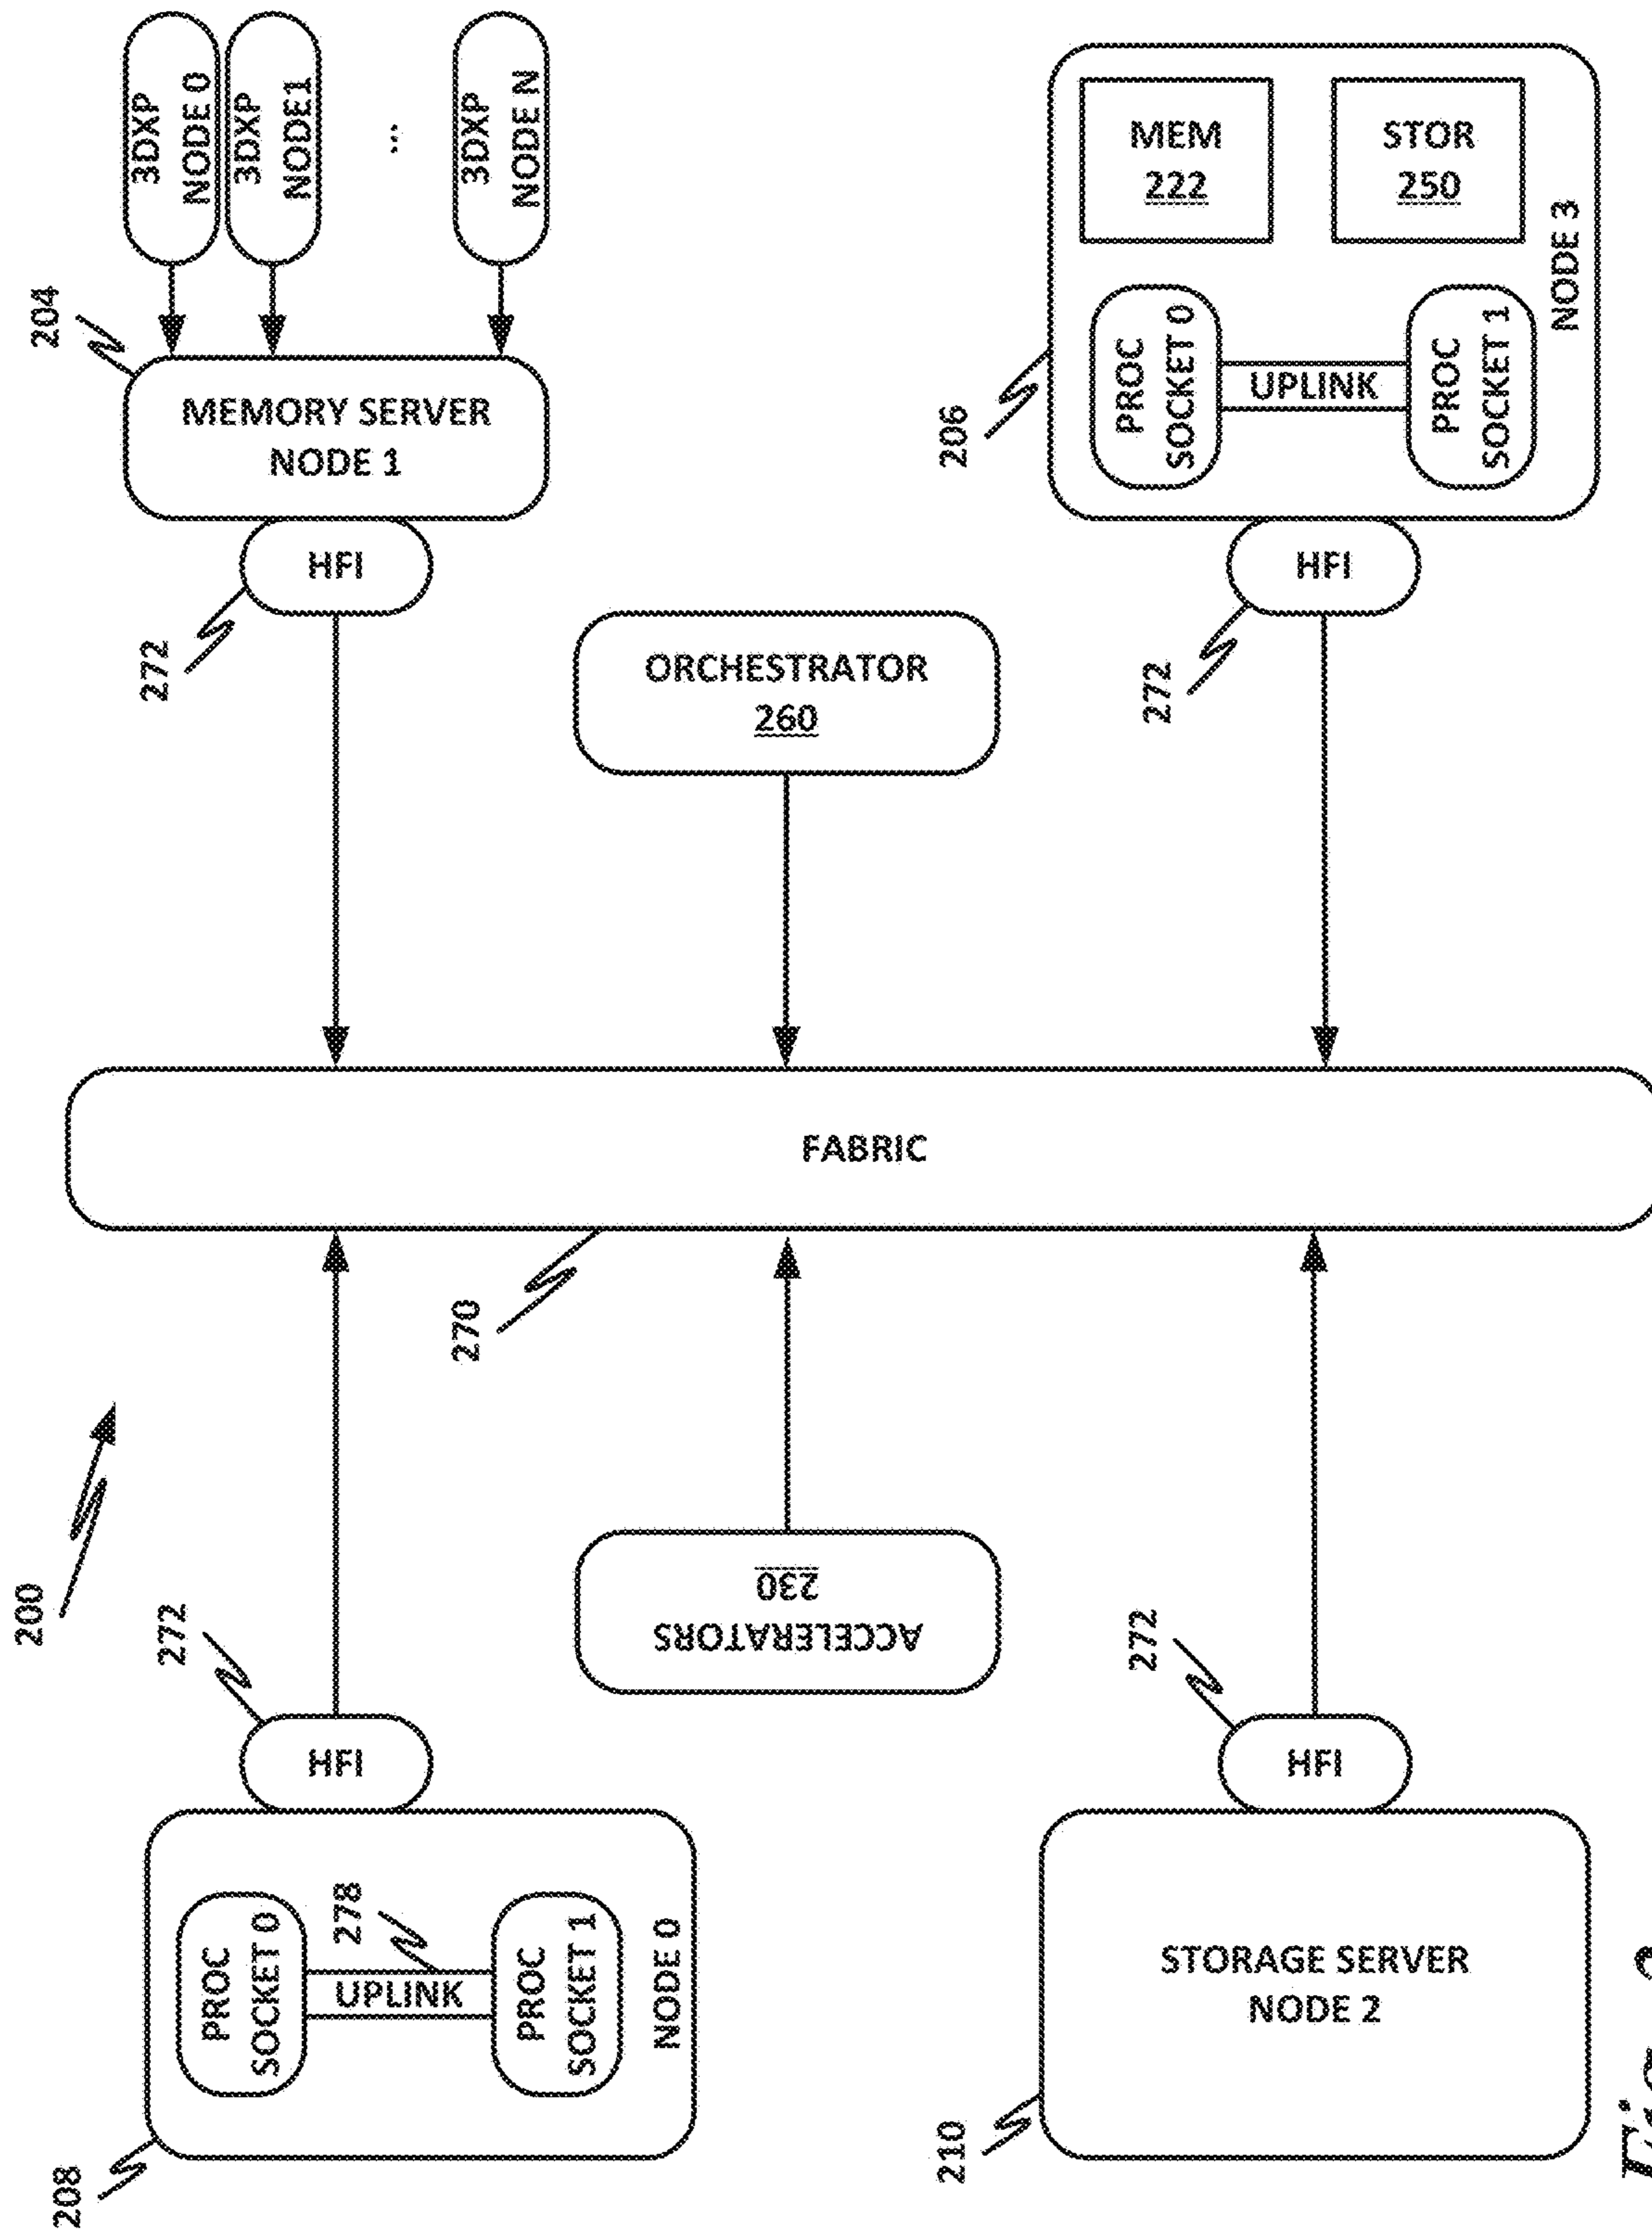 204
3DXP
NODE 0
3DXP
NODE1
...
3DXP
NODE N
MEMORY SERVER
NODE 1
HFI
272
206
MEM
222
STOR
250
PROC
SOCKET 0
UPLINK
PROC
SOCKET 1
NODE 3
HFI
272
ORCHESTRATOR
260
FABRIC
270
200
ACCELERATORS
230
272
HFI
PROC
SOCKET 0
278
UPLINK
PROC
SOCKET 1
NODE 0
208
272
HFI
STORAGE SERVER
NODE 2
210